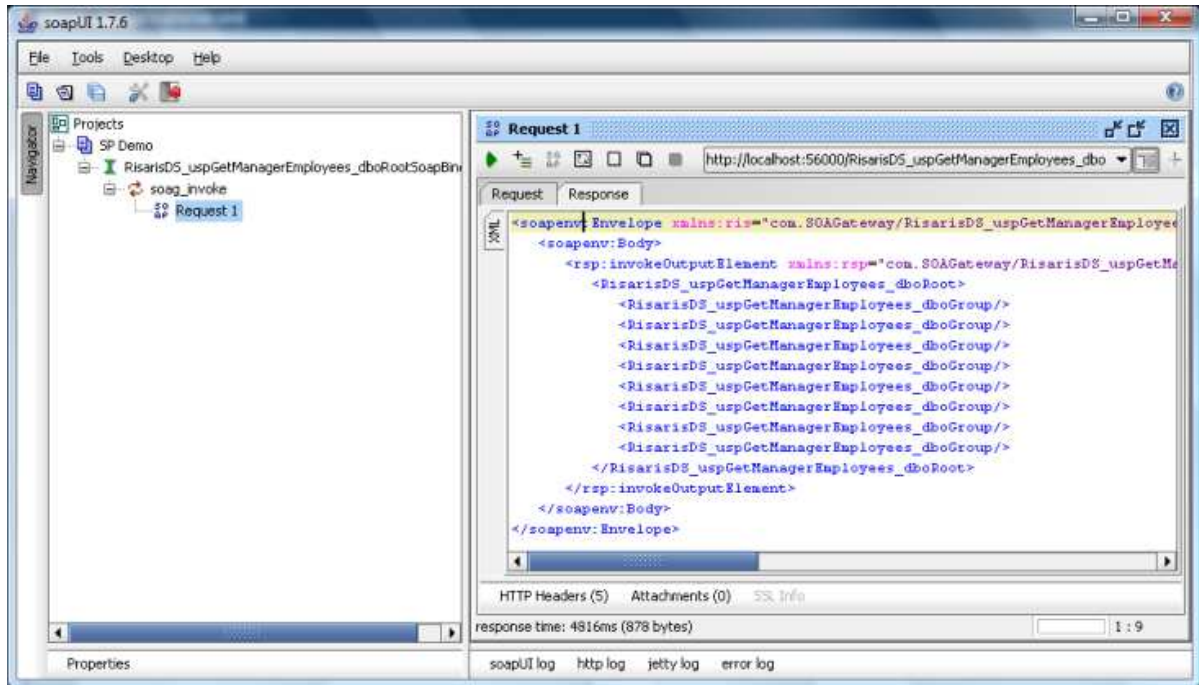 soapUI 1.7.6
File Tools Desktop Help
Navigator
Projects
SP Demo
RisarisDS_uspGetManagerEmployees_dboRootSoapBin
soag_invoke
Request 1
Properties
Request 1
http://localhost:56000/RisarisDS_uspGetManagerEmployees_dbo
Request Response
XML
<soapenv:Envelope xmlns:ris="com.SOAGateway/RisarisDS_uspGetManagerEmployee
<soapenv:Body>
<rsp:invokeOutputElement xmlns:rsp="com.SOAGateway/RisarisDS_uspGetMa
<RisarisDS_uspGetManagerEmployees_dboRoot>
<RisarisDS_uspGetManagerEmployees_dboGroup/>
<RisarisDS_uspGetManagerEmployees_dboGroup/>
<RisarisDS_uspGetManagerEmployees_dboGroup/>
<RisarisDS_uspGetManagerEmployees_dboGroup/>
<RisarisDS_uspGetManagerEmployees_dboGroup/>
<RisarisDS_uspGetManagerEmployees_dboGroup/>
<RisarisDS_uspGetManagerEmployees_dboGroup/>
<RisarisDS_uspGetManagerEmployees_dboGroup/>
</RisarisDS_uspGetManagerEmployees_dboRoot>
</rsp:invokeOutputElement>
</soapenv:Body>
</soapenv:Envelope>
HTTP Headers (5) Attachments (0) SSL Info
response time: 4816ms (878 bytes) 1 : 9
soapUI log http log jetty log error log